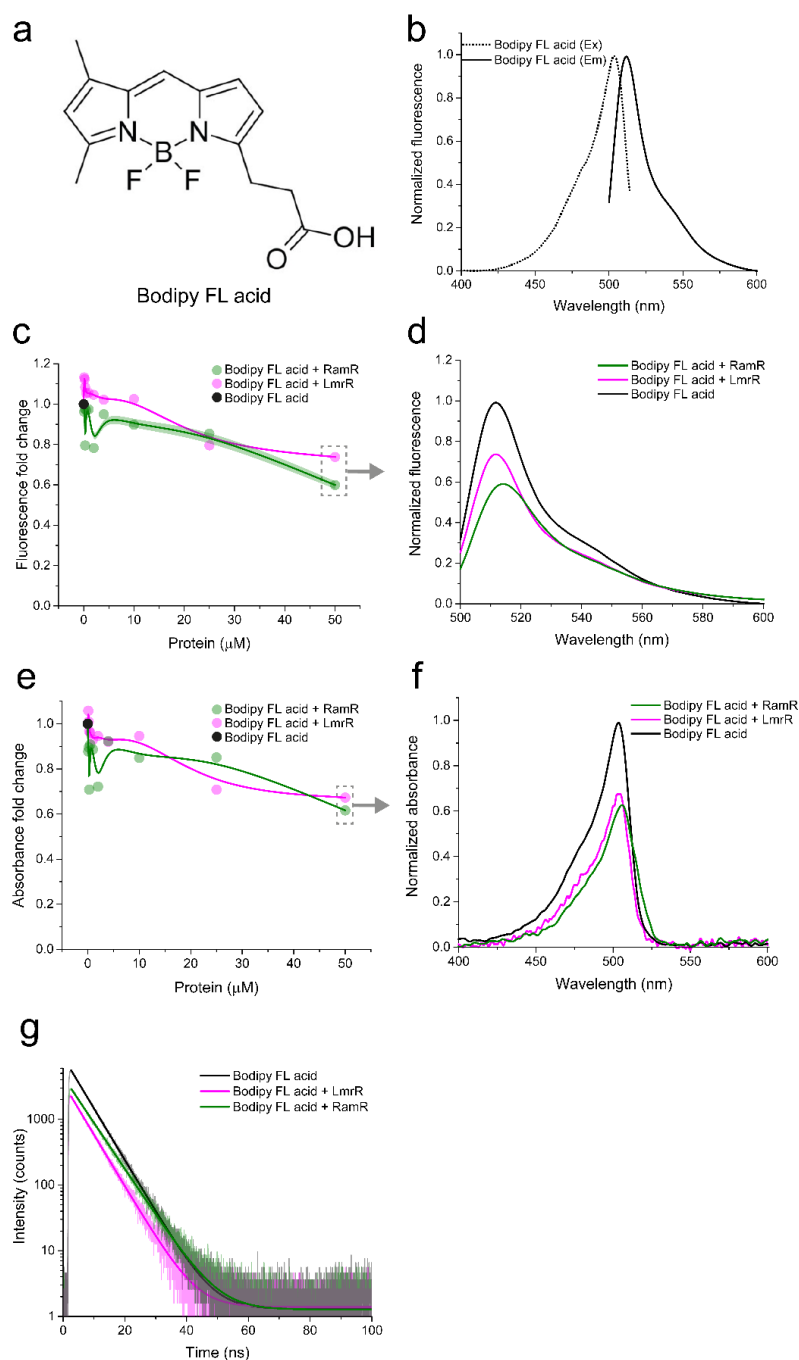 a
N
N
B
F
F
O
OH
Bodipy FL acid
b
Bodipy FL acid (Ex)
Bodipy FL acid (Em)
1.0
0.8
0.6
0.4
0.2
0.0
Normalized fluorescence
400 450 500 550 600
Wavelength (nm)
c
Bodipy FL acid + RamR
Bodipy FL acid + LmrR
Bodipy FL acid
1.2
1.0
0.8
0.6
0.4
0.2
0.0
Fluorescence fold change
0 10 20 30 40 50
Protein (μM)
d
Bodipy FL acid + RamR
Bodipy FL acid + LmrR
Bodipy FL acid
1.2
1.0
0.8
0.6
0.4
0.2
0.0
Normalized fluorescence
500 520 540 560 580 600
Wavelength (nm)
e
Bodipy FL acid + RamR
Bodipy FL acid + LmrR
Bodipy FL acid
1.0
0.8
0.6
0.4
0.2
0.0
Absorbance fold change
0 10 20 30 40 50
Protein (μM)
f
Bodipy FL acid + RamR
Bodipy FL acid + LmrR
Bodipy FL acid
1.0
0.8
0.6
0.4
0.2
0.0
Normalized absorbance
400 450 500 550 600
Wavelength (nm)
g
Bodipy FL acid
Bodipy FL acid + LmrR
Bodipy FL acid + RamR
1000
100
10
1
Intensity (counts)
0 20 40 60 80 100
Time (ns)